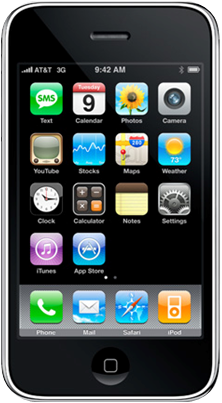 AT&T 3G 9:42 AM
SMS Tuesday 9 280 73°
Text Calendar Photos Camera
YouTube Stocks Maps Weather
Clock Calculator Notes Settings
iTunes App Store
Phone Mail Safari iPod